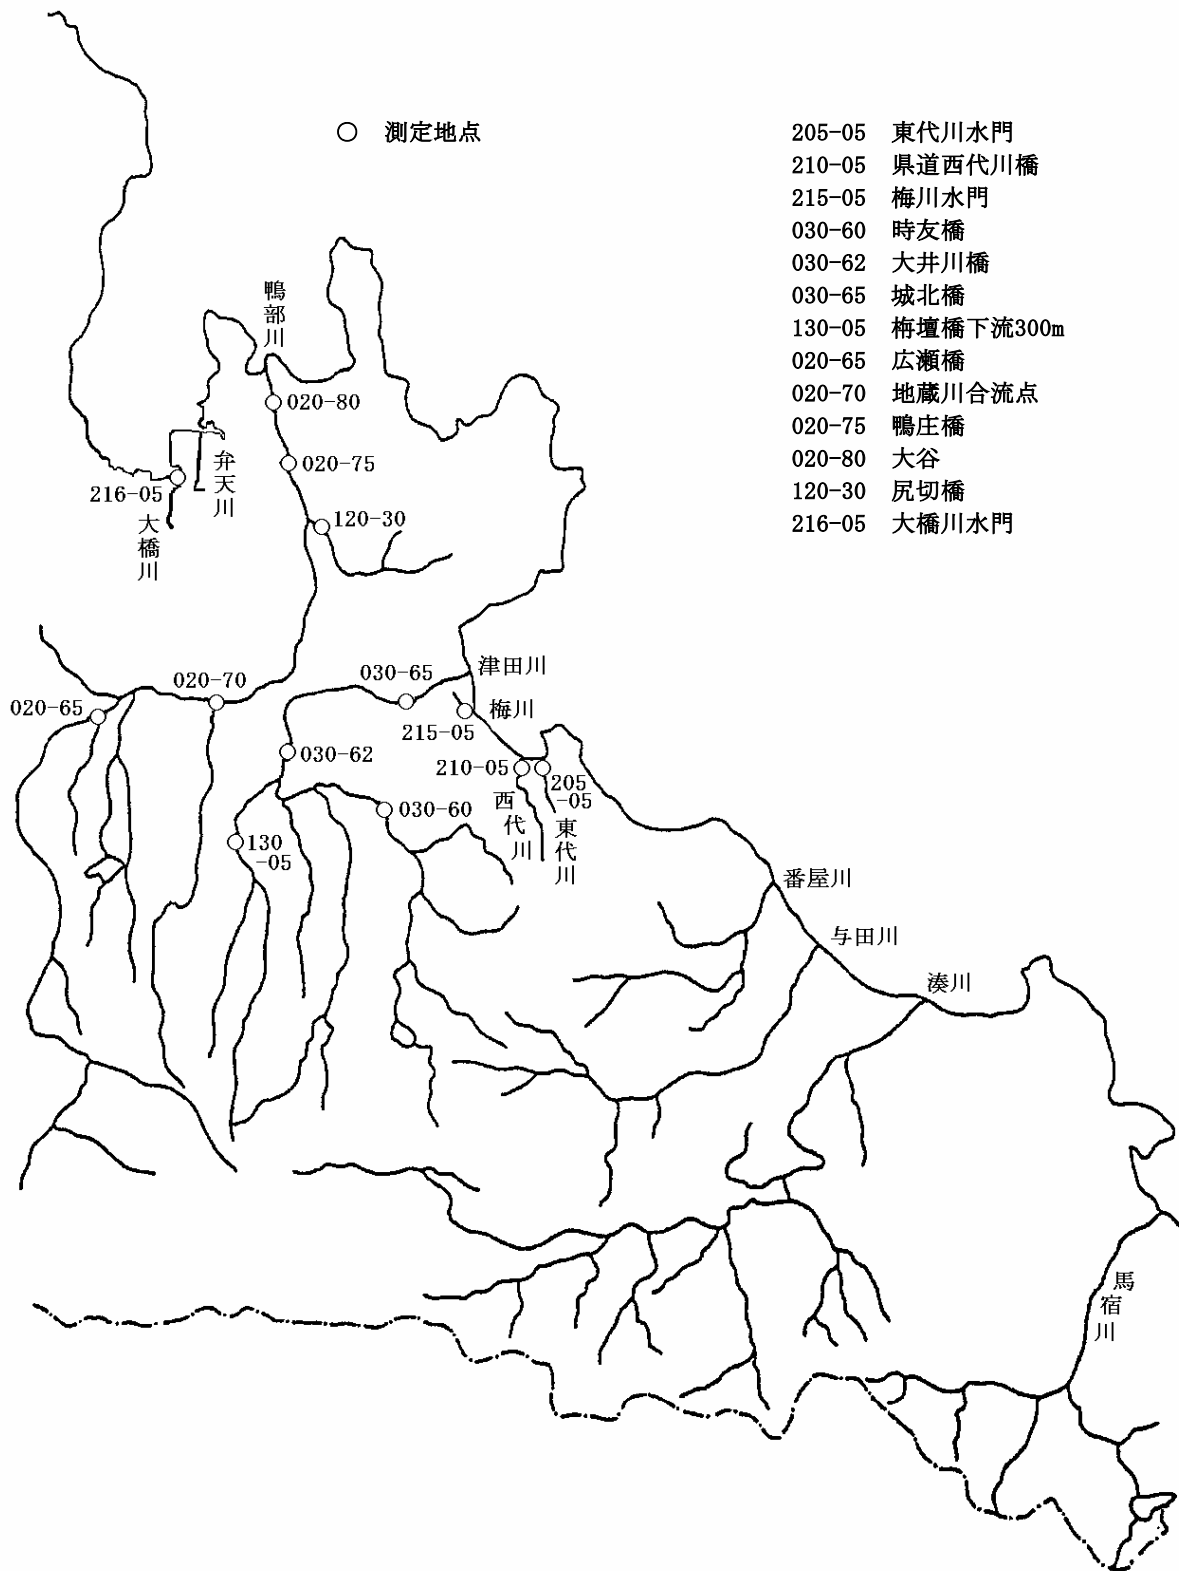 ○ 測定地点
205-05 東代川水門
210-05 県道西代川橋
215-05 梅川水門
030-60 時友橋
030-62 大井川橋
030-65 城北橋
130-05 栴壇橋下流300m
020-65 広瀬橋
020-70 地蔵川合流点
020-75 鴨庄橋
020-80 大谷
120-30 尻切橋
216-05 大橋川水門
鴨部川
020-80
020-75
弁天川
216-05
大橋川
120-30
津田川
030-65
020-70
020-65
梅川
215-05
030-62
210-05
205
-05
西代川
東代川
030-60
130
-05
番屋川
与田川
湊川
馬宿川